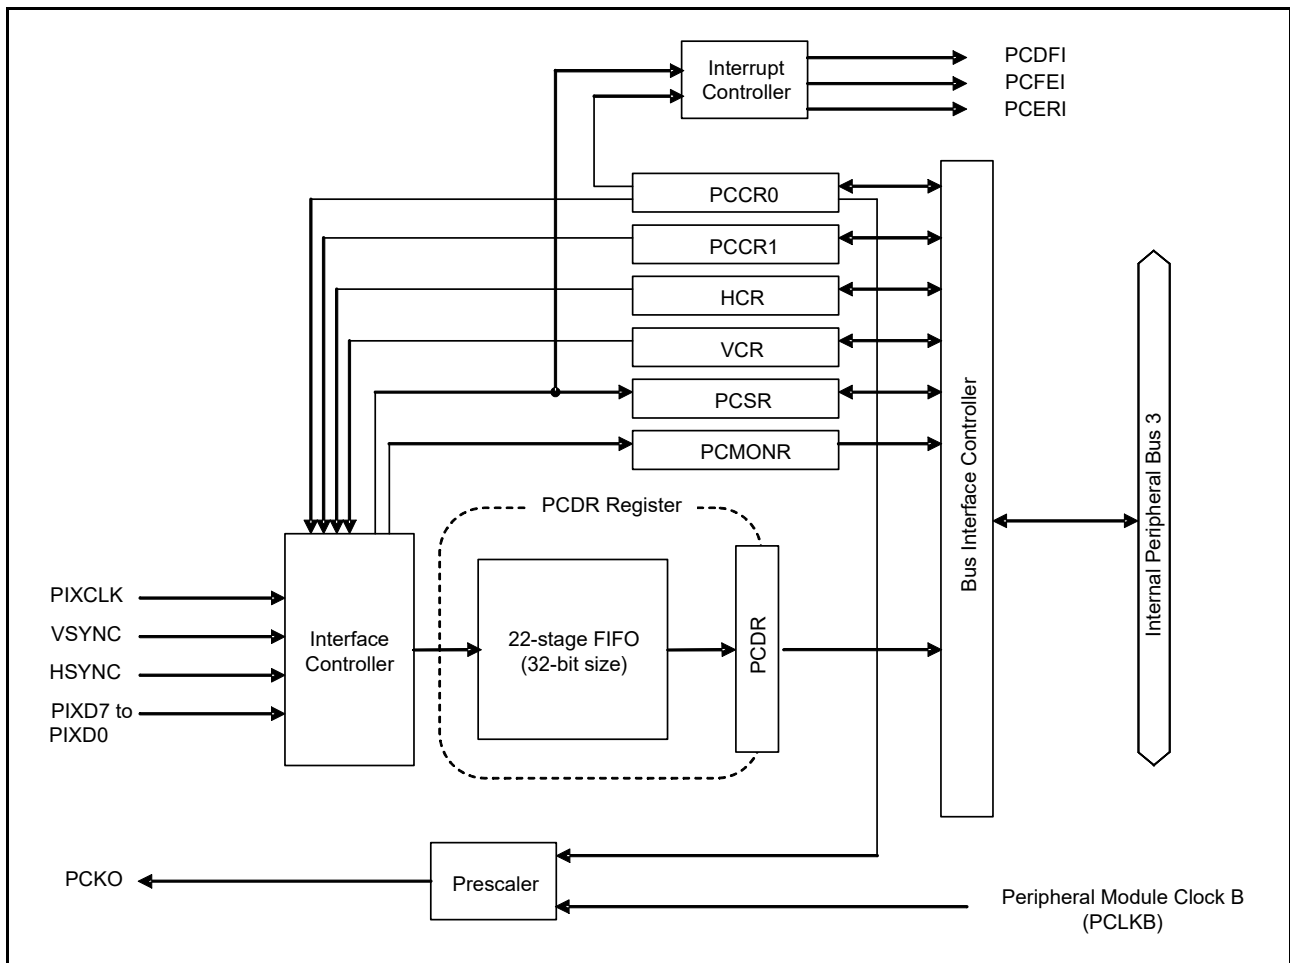 Interrupt
Controller
PCDFI
PCFEI
PCERI
PCCR0
PCCR1
HCR
VCR
PCSR
PCMONR
Bus Interface Controller
Internal Peripheral Bus 3
PCDR Register
PIXCLK
VSYNC
HSYNC
PIXD7 to
PIXD0
Interface
Controller
22-stage FIFO
(32-bit size)
PCDR
PCKO
Prescaler
Peripheral Module Clock B
(PCLKB)